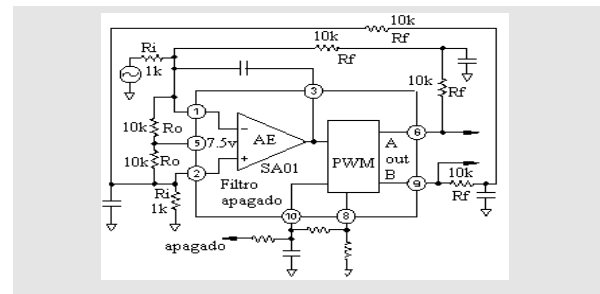 10k
Rf
10k
Rf
Ri
1k
10k
Rf
3
1
10k Ro
5 7.5v
10k Ro
2
AE
SA01
PWM
A
out
B
6
9
10k
Rf
Ri
1k
Filtro
apagado
10
8
apagado